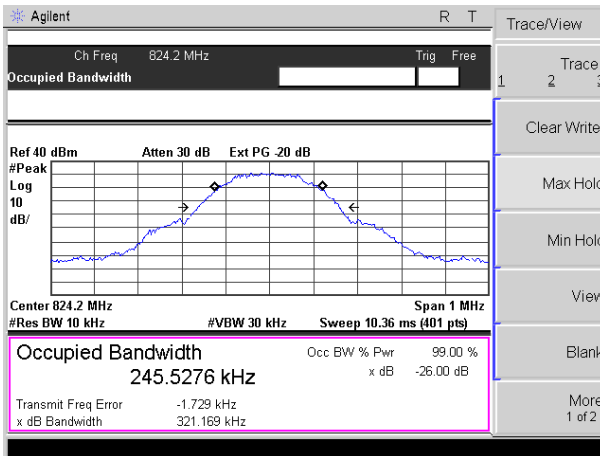 Agilent R T
Ch Freq 824.2 MHz Trig Free
Occupied Bandwidth
Ref 40 dBm Atten 30 dB Ext PG -20 dB
#Peak
Log
10
dB/
Center 824.2 MHz Span 1 MHz
#Res BW 10 kHz #VBW 30 kHz Sweep 10.36 ms (401 pts)
Occupied Bandwidth Occ BW % Pwr 99.00 %
245.5276 kHz x dB -26.00 dB
Transmit Freq Error -1.729 kHz
x dB Bandwidth 321.169 kHz
Trace/View
Trace
1 2 3
Clear Write
Max Hold
Min Hold
View
Blank
More
1 of 2